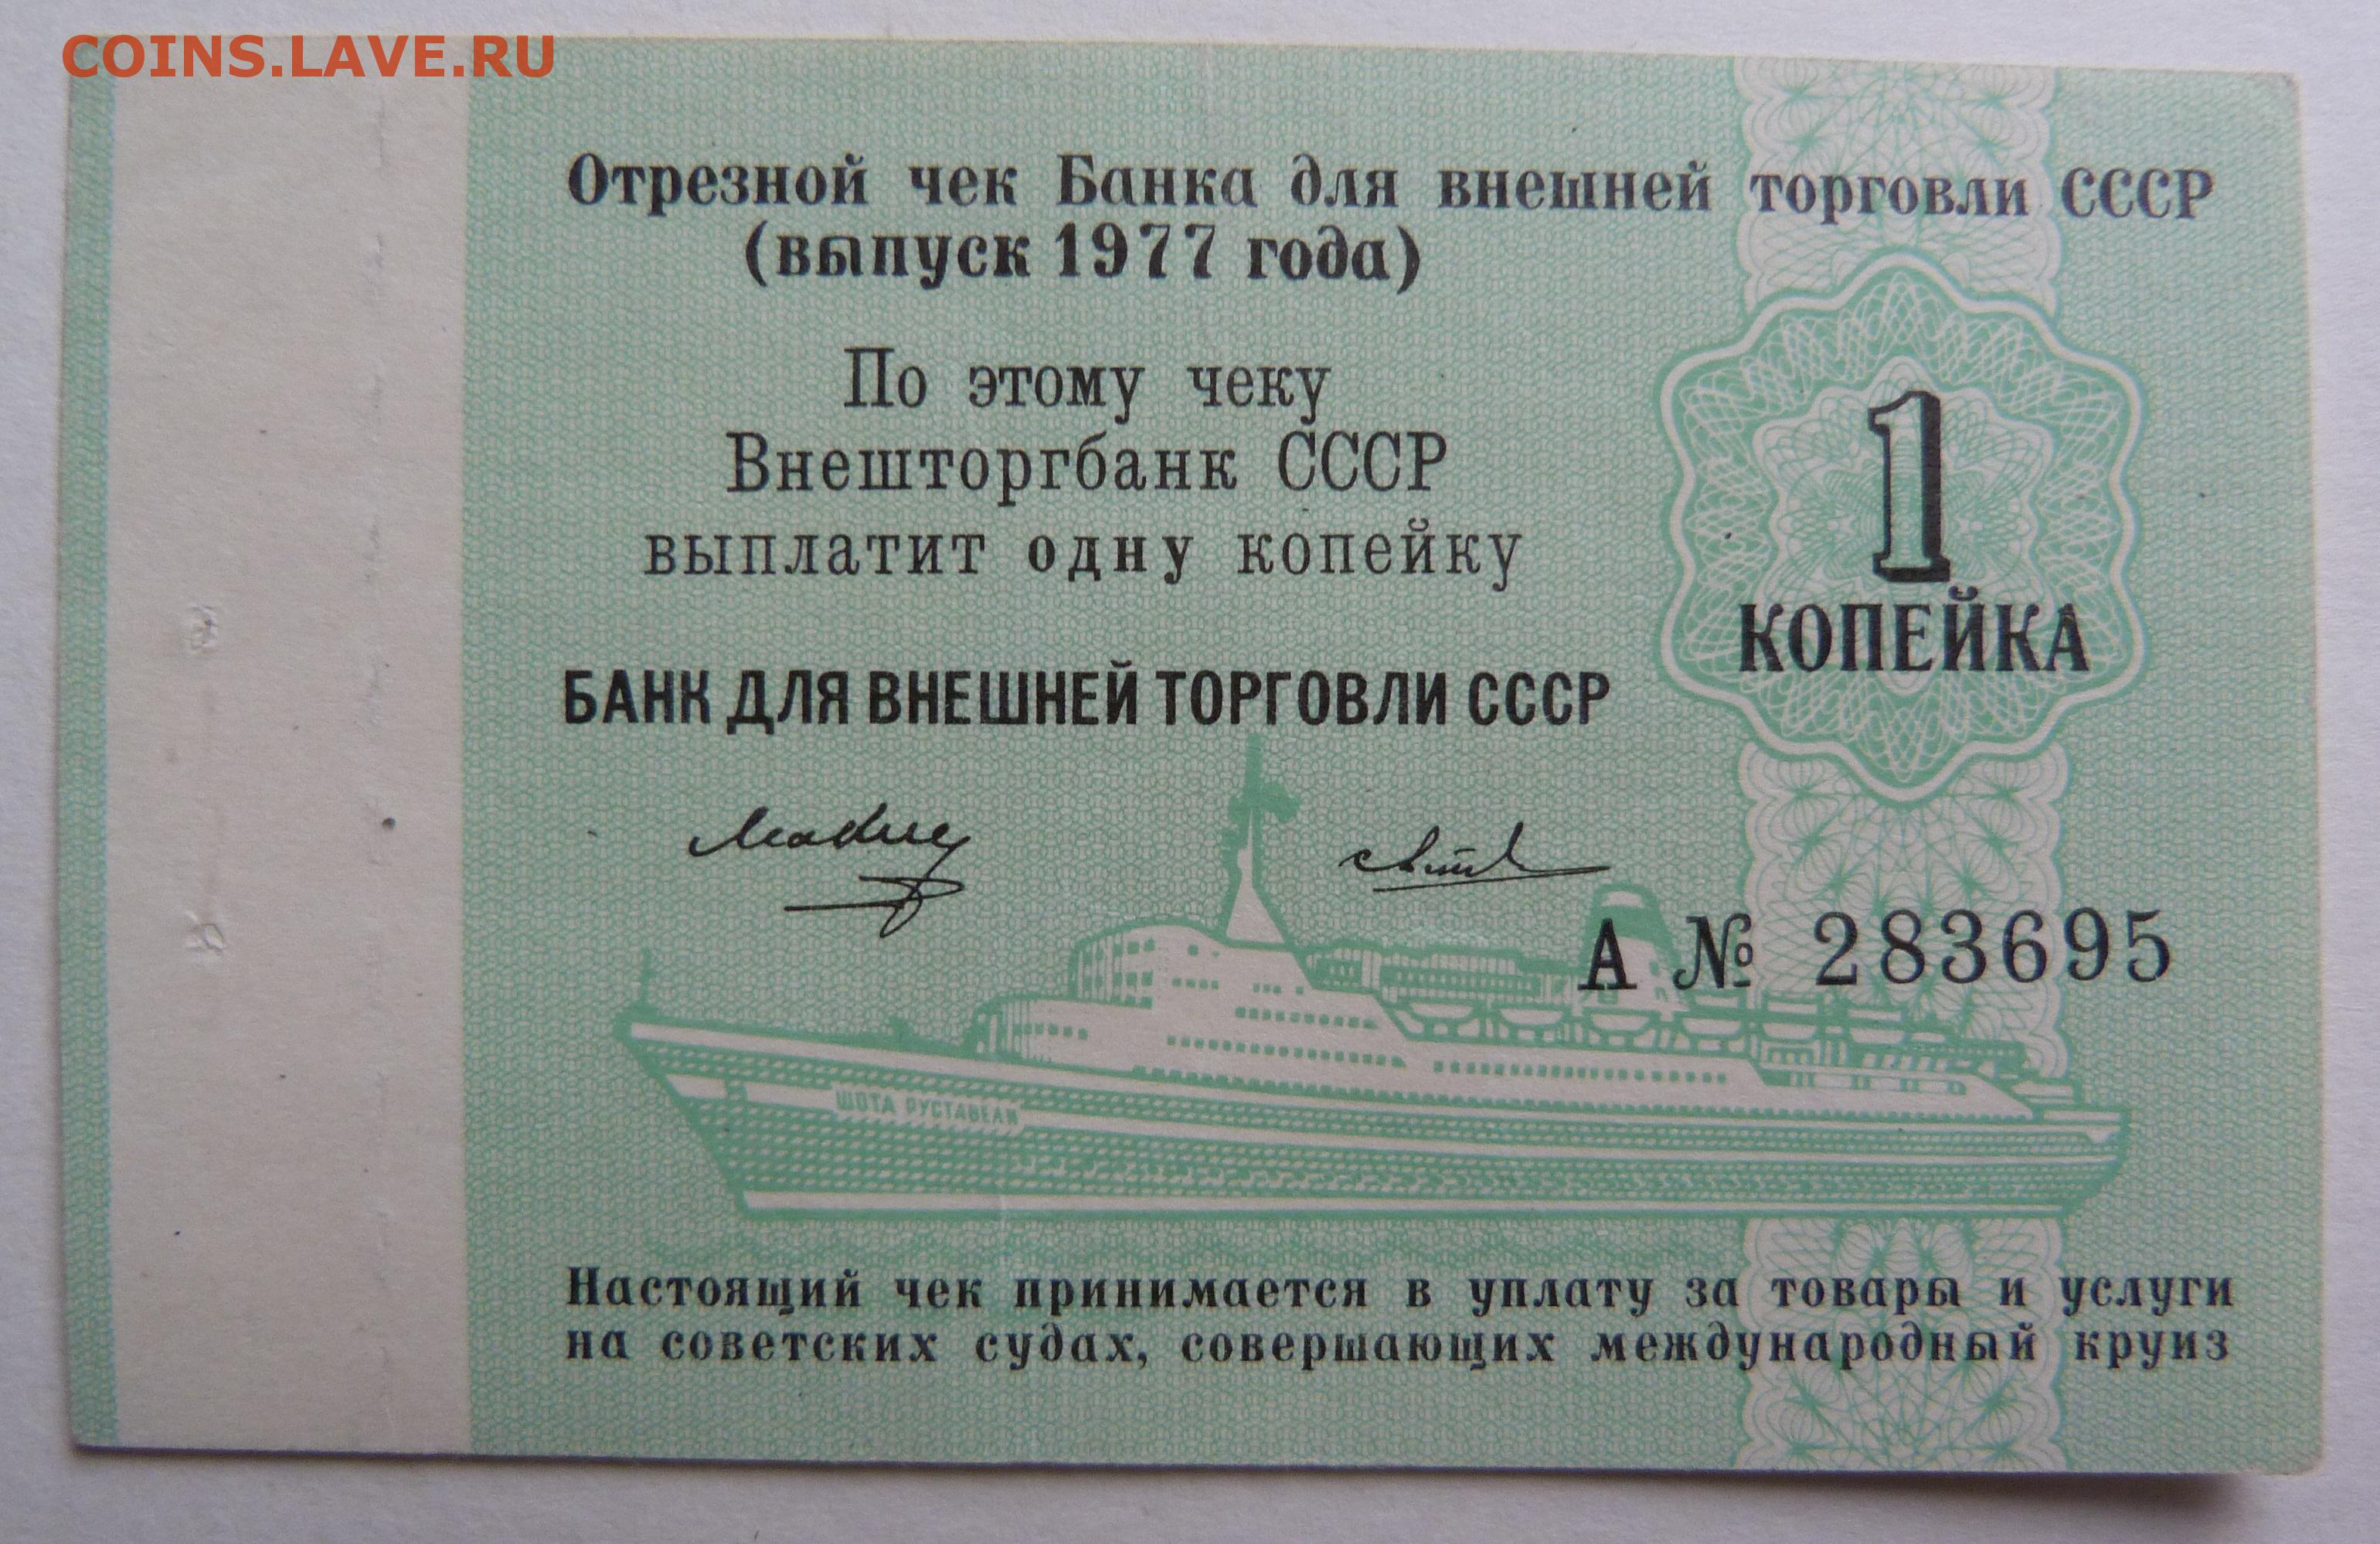 COINS.LAVE.RU
Отрезной чек Банка для внешней торговли СССР
(выпуск 1977 года)
По этому чеку
Внешторгбанк СССР
выплатит одну копейку
1
КОПЕЙКА
БАНК ДЛЯ ВНЕШНЕЙ ТОРГОВЛИ СССР
А № 283695
ШОТА РУСТАВЕЛИ
Настоящий чек принимается в уплату за товары и услуги
на советских судах, совершающих международный круиз